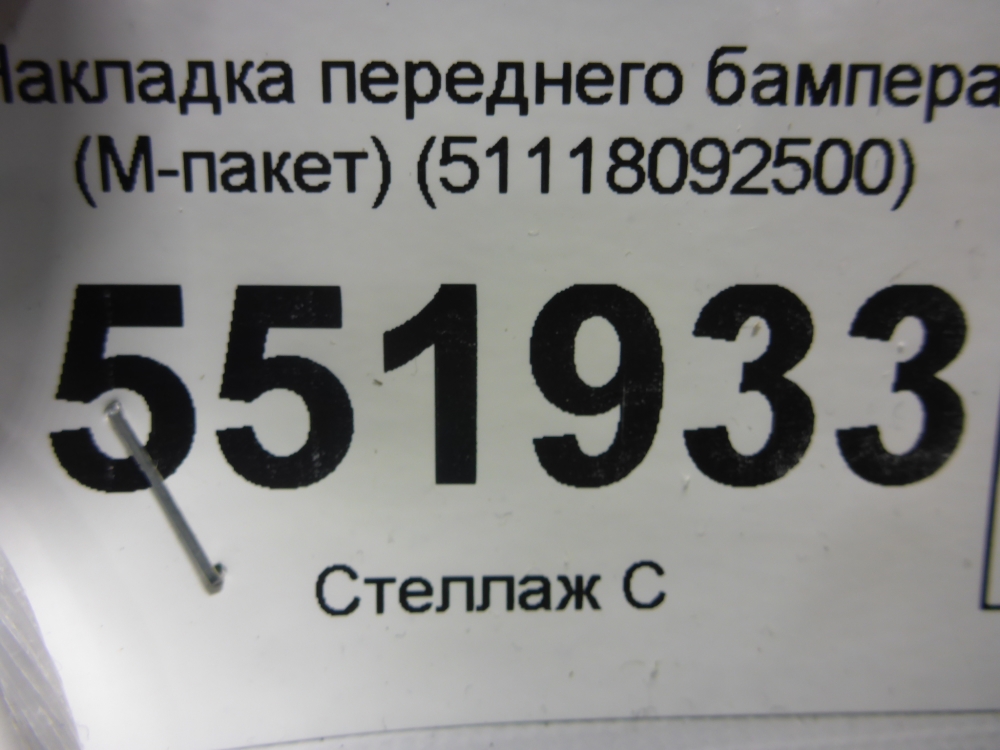 Накладка переднего бампера
(М-пакет) (51118092500)
551933
Стеллаж С